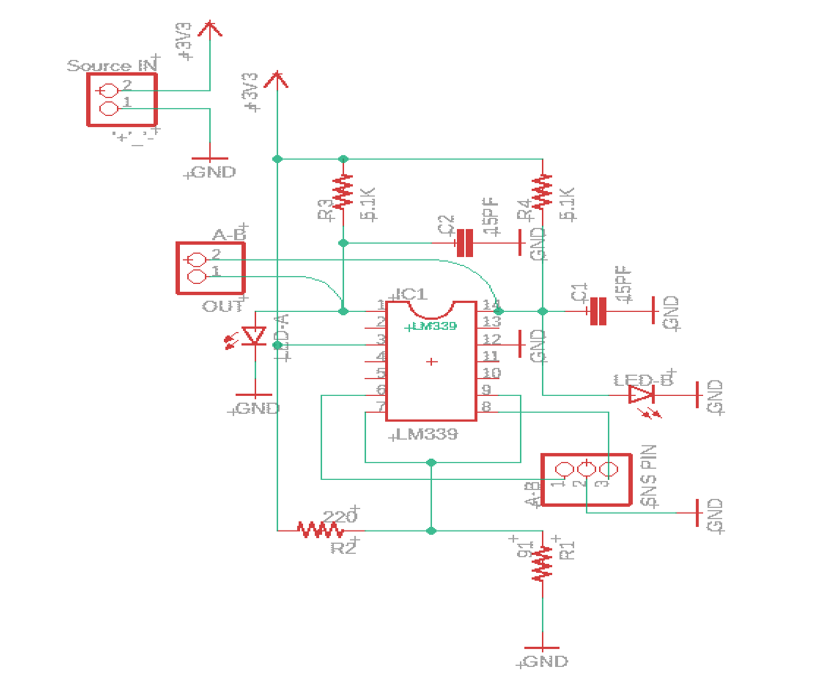 +3V3
Source IN
2
1
"+"_"-"
GND
+3V3
R3
5.1K
C2
15PF
R4
5.1K
GND
A-B
2
1
OUT
IC1
LM339
1
2
3
4
5
6
7
14
13
12
11
10
9
8
LM339
C1
15PF
GND
LED-A
GND
GND
LED-B
GND
A-B
1
2
3
SNS PIN
GND
220
R2
91
R1
GND